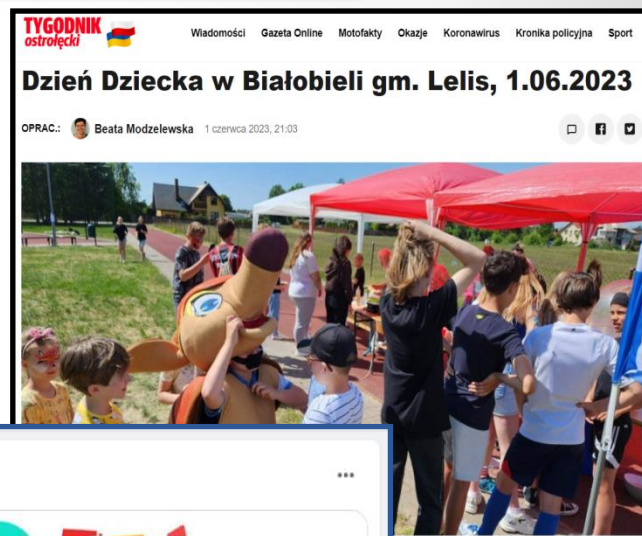 TYGODNIK
ostrołęcki
Wiadomości Gazeta Online Motofakty Okazje Koronawirus Kronika policyjna Sport
Dzień Dziecka w Białobieli gm. Lelis, 1.06.2023
OPRAC.: Beata Modzelewska 1 czerwca 2023, 21:03